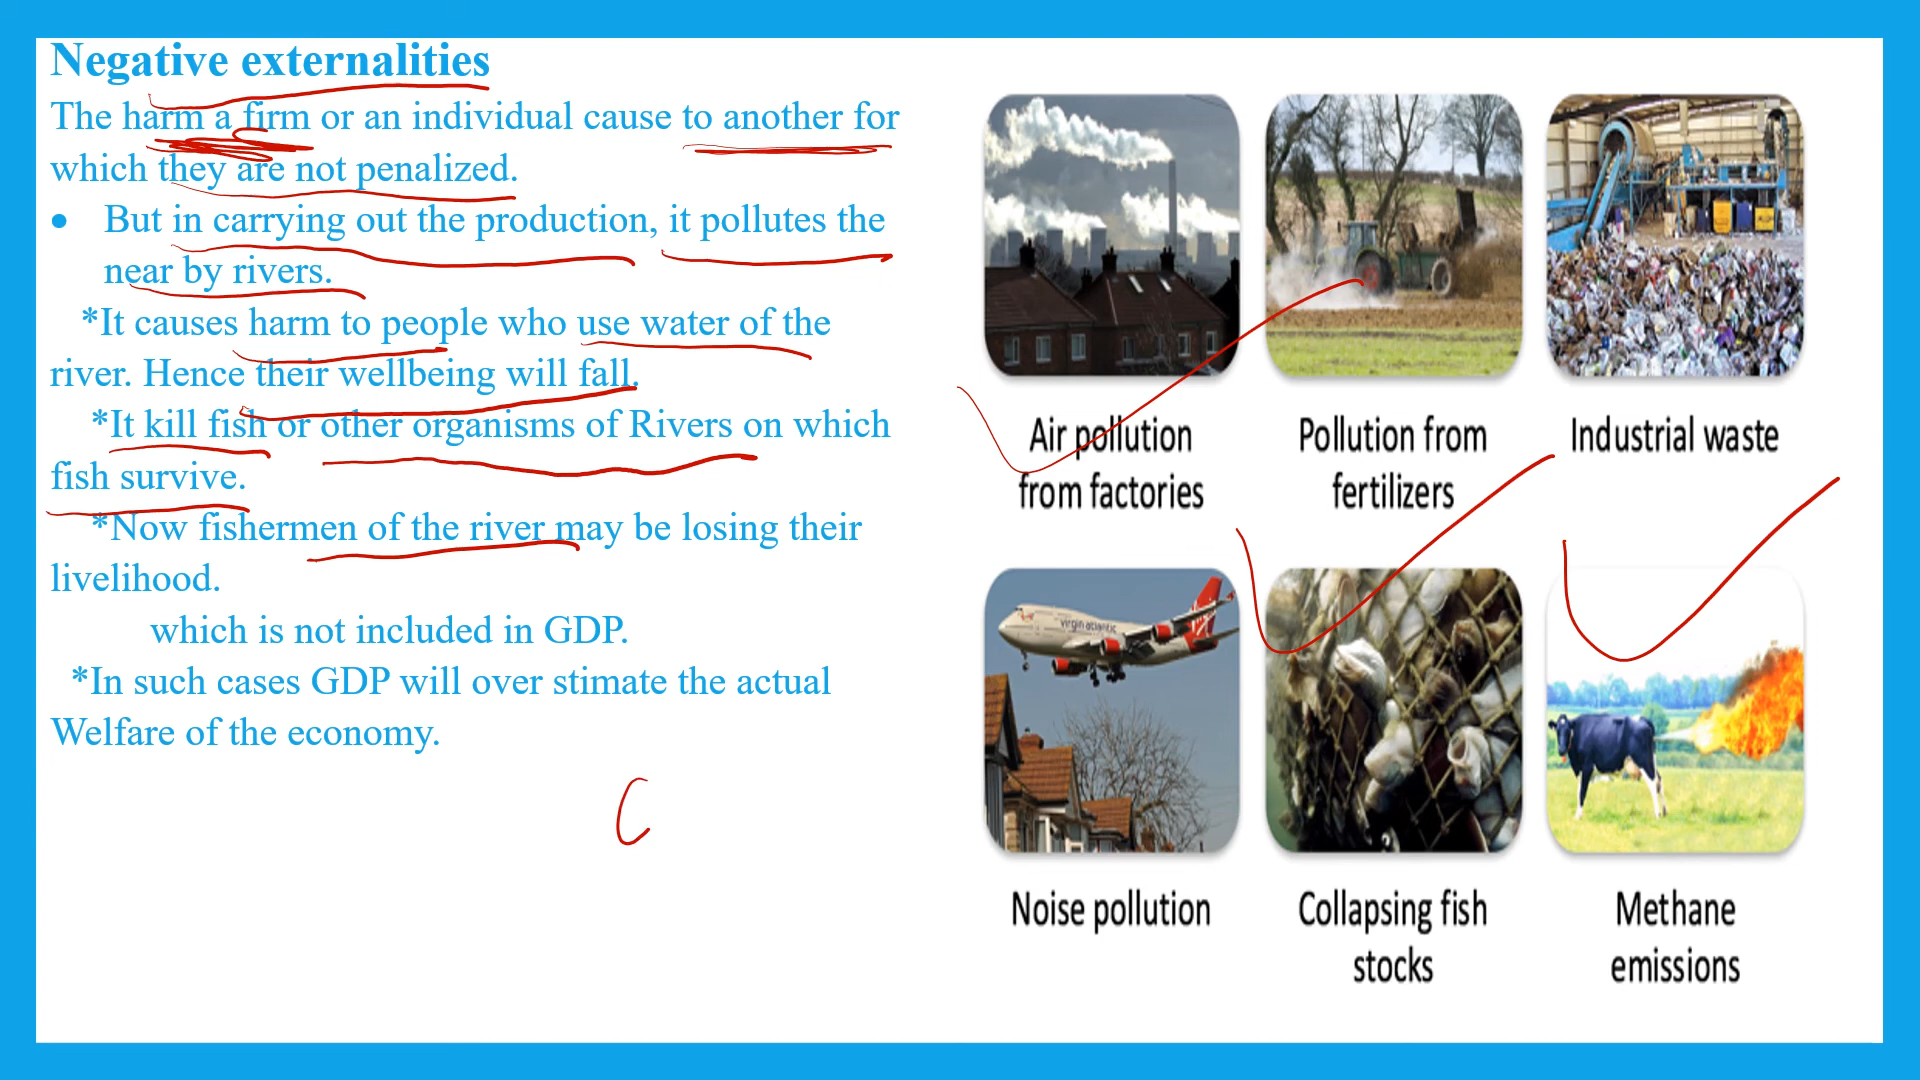 Negative externalities
The harm a firm or an individual cause to another for
which they are not penalized.
• But in carrying out the production, it pollutes the
near by rivers.
*It causes harm to people who use water of the
river. Hence their wellbeing will fall.
*It kill fish or other organisms of Rivers on which
fish survive.
*Now fishermen of the river may be losing their
livelihood.
which is not included in GDP.
*In such cases GDP will over stimate the actual
Welfare of the economy.
C
Air pollution
from factories
Pollution from
fertilizers
Industrial waste
virgin atlantic
Noise pollution
Collapsing fish
stocks
Methane
emissions